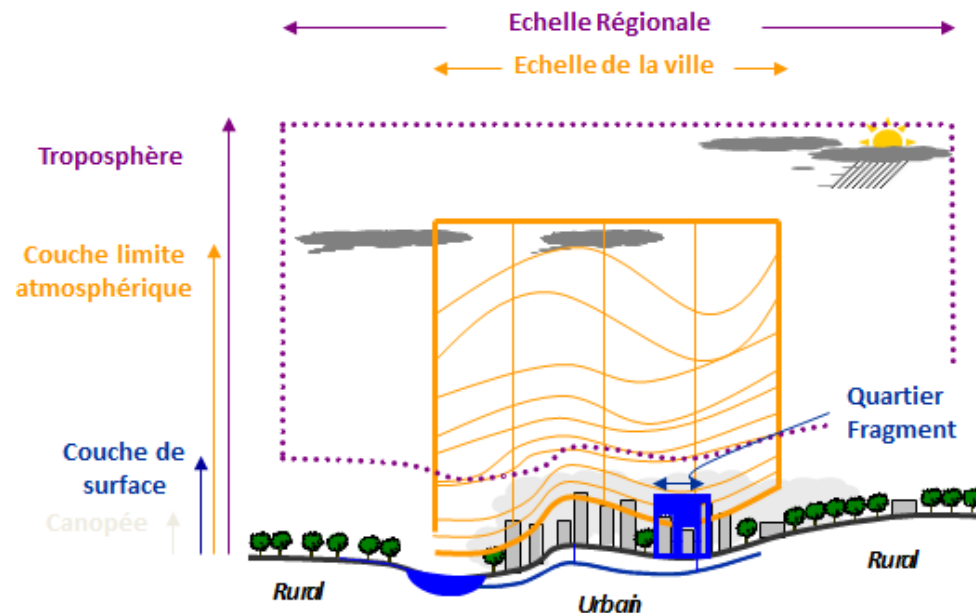 Echelle Régionale
Echelle de la ville
Troposphère
Couche limite
atmosphérique
Quartier
Fragment
Couche de
surface
Canopée
Rural
Urbain
Rural